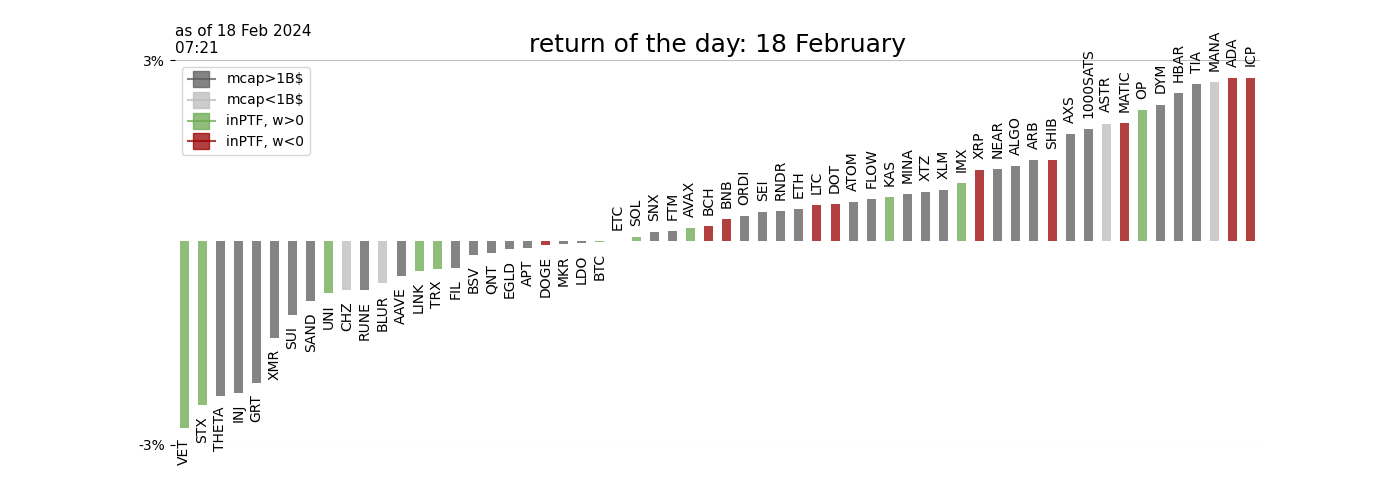 as of 18 Feb 2024
07:21
return of the day: 18 February
3%
mcap>1B$
mcap<1B$
inPTF, w>0
inPTF, w<0
-3%
VET
STX
THETA
INJ
GRT
XMR
SUI
SAND
UNI
CHZ
RUNE
BLUR
AAVE
LINK
TRX
FIL
BSV
QNT
EGLD
APT
DOGE
MKR
LDO
BTC
ETC
SOL
SNX
FTM
AVAX
BCH
BNB
ORDI
SEI
RNDR
ETH
LTC
DOT
ATOM
FLOW
KAS
MINA
XTZ
XLM
IMX
XRP
NEAR
ALGO
ARB
SHIB
AXS
1000SATS
ASTR
MATIC
OP
DYM
HBAR
TIA
MANA
ADA
ICP